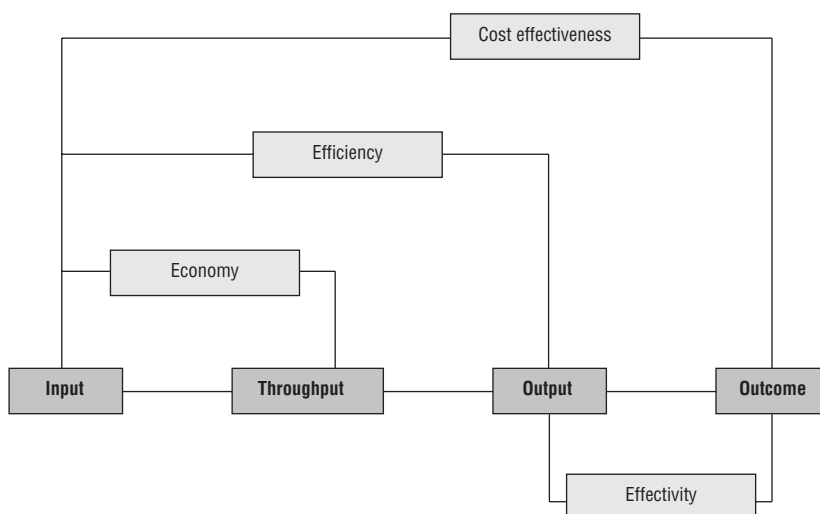 Cost effectiveness
Efficiency
Economy
Input
Throughput
Output
Outcome
Effectivity